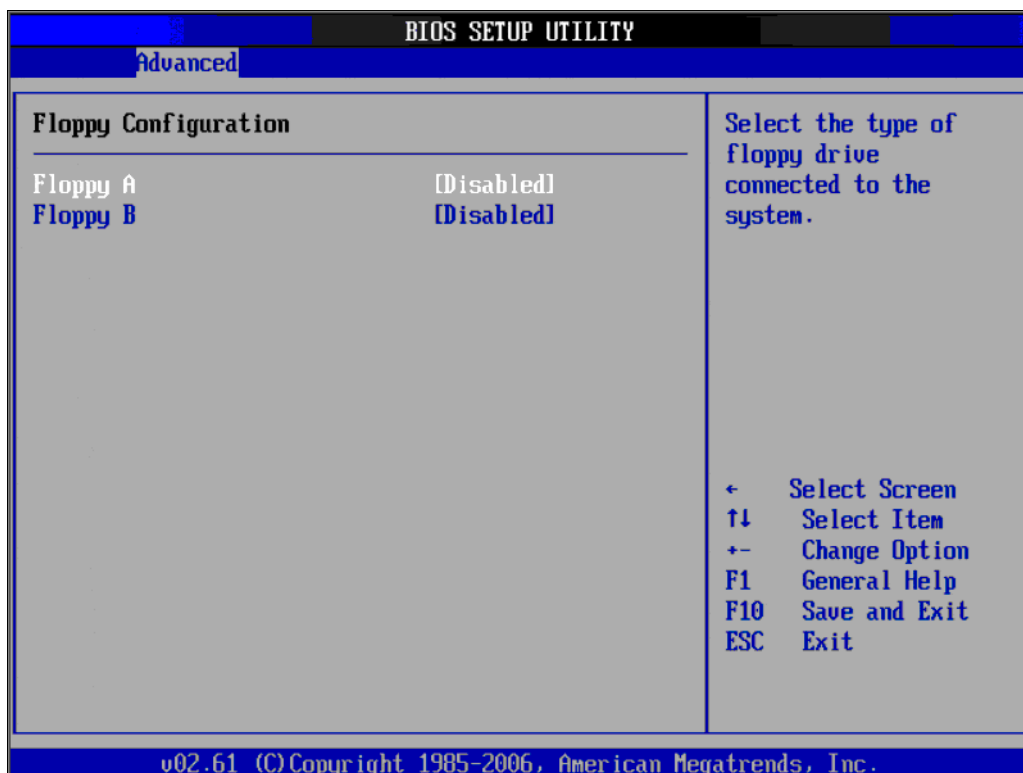 BIOS SETUP UTILITY
Advanced
Floppy Configuration
Floppy A [Disabled]
Floppy B [Disabled]
Select the type of
floppy drive
connected to the
system.
← Select Screen
↑↓ Select Item
+- Change Option
F1 General Help
F10 Save and Exit
ESC Exit
v02.61 (C)Copyright 1985-2006, American Megatrends, Inc.